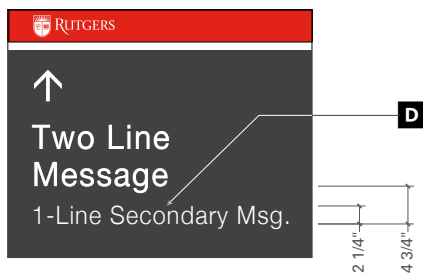 RUTGERS
Two Line
Message
1-Line Secondary Msg.
D
2 1/4"
4 3/4"